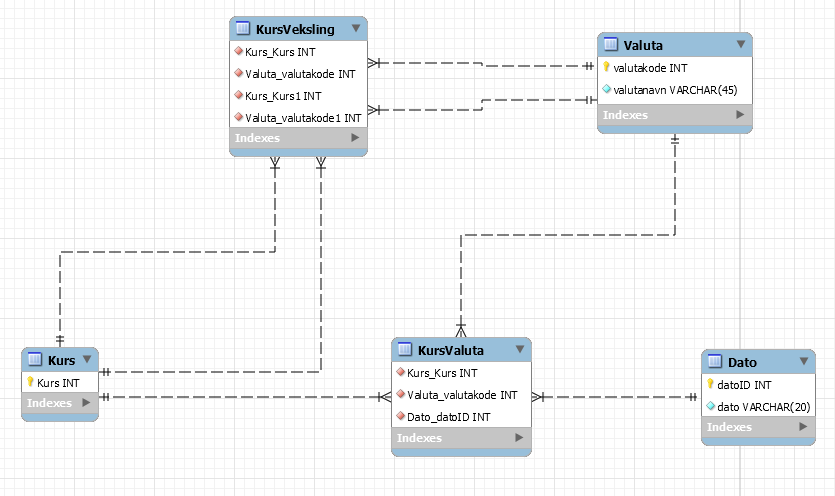 KursVeksling
Kurs_Kurs INT
Valuta_valutakode INT
Kurs_Kurs1 INT
Valuta_valutakode1 INT
Indexes
Valuta
valutakode INT
valutanavn VARCHAR(45)
Indexes
Kurs
Kurs INT
Indexes
KursValuta
Kurs_Kurs INT
Valuta_valutakode INT
Dato_datoID INT
Indexes
Dato
datoID INT
dato VARCHAR(20)
Indexes